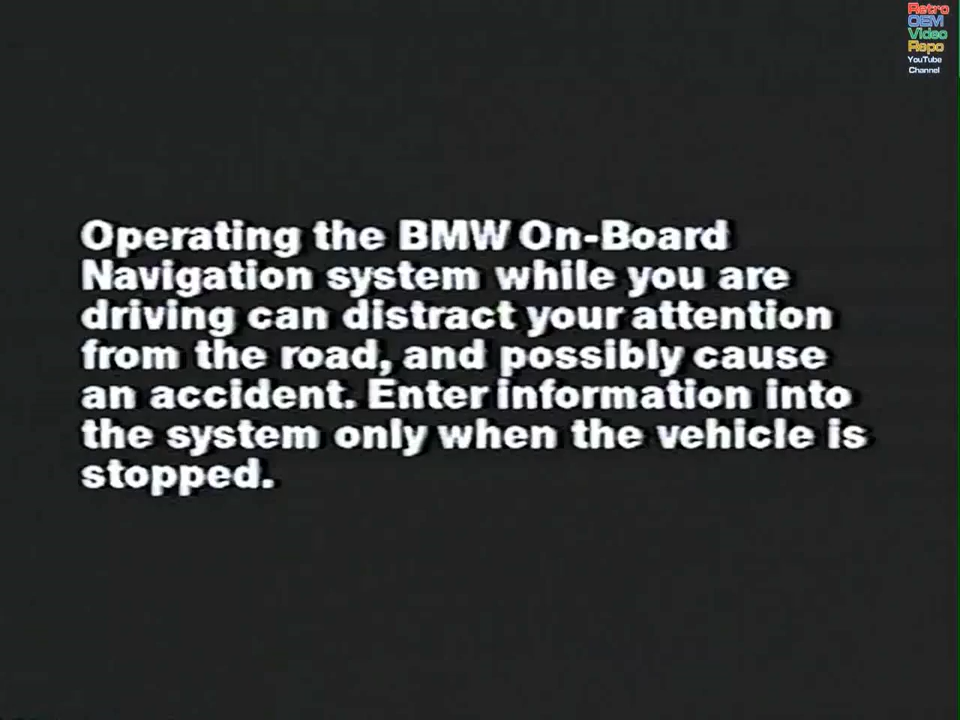 Retro
OEM
Video
Repo
YouTube
Channel
Operating the BMW On-Board
Navigation system while you are
driving can distract your attention
from the road, and possibly cause
an accident. Enter information into
the system only when the vehicle is
stopped.